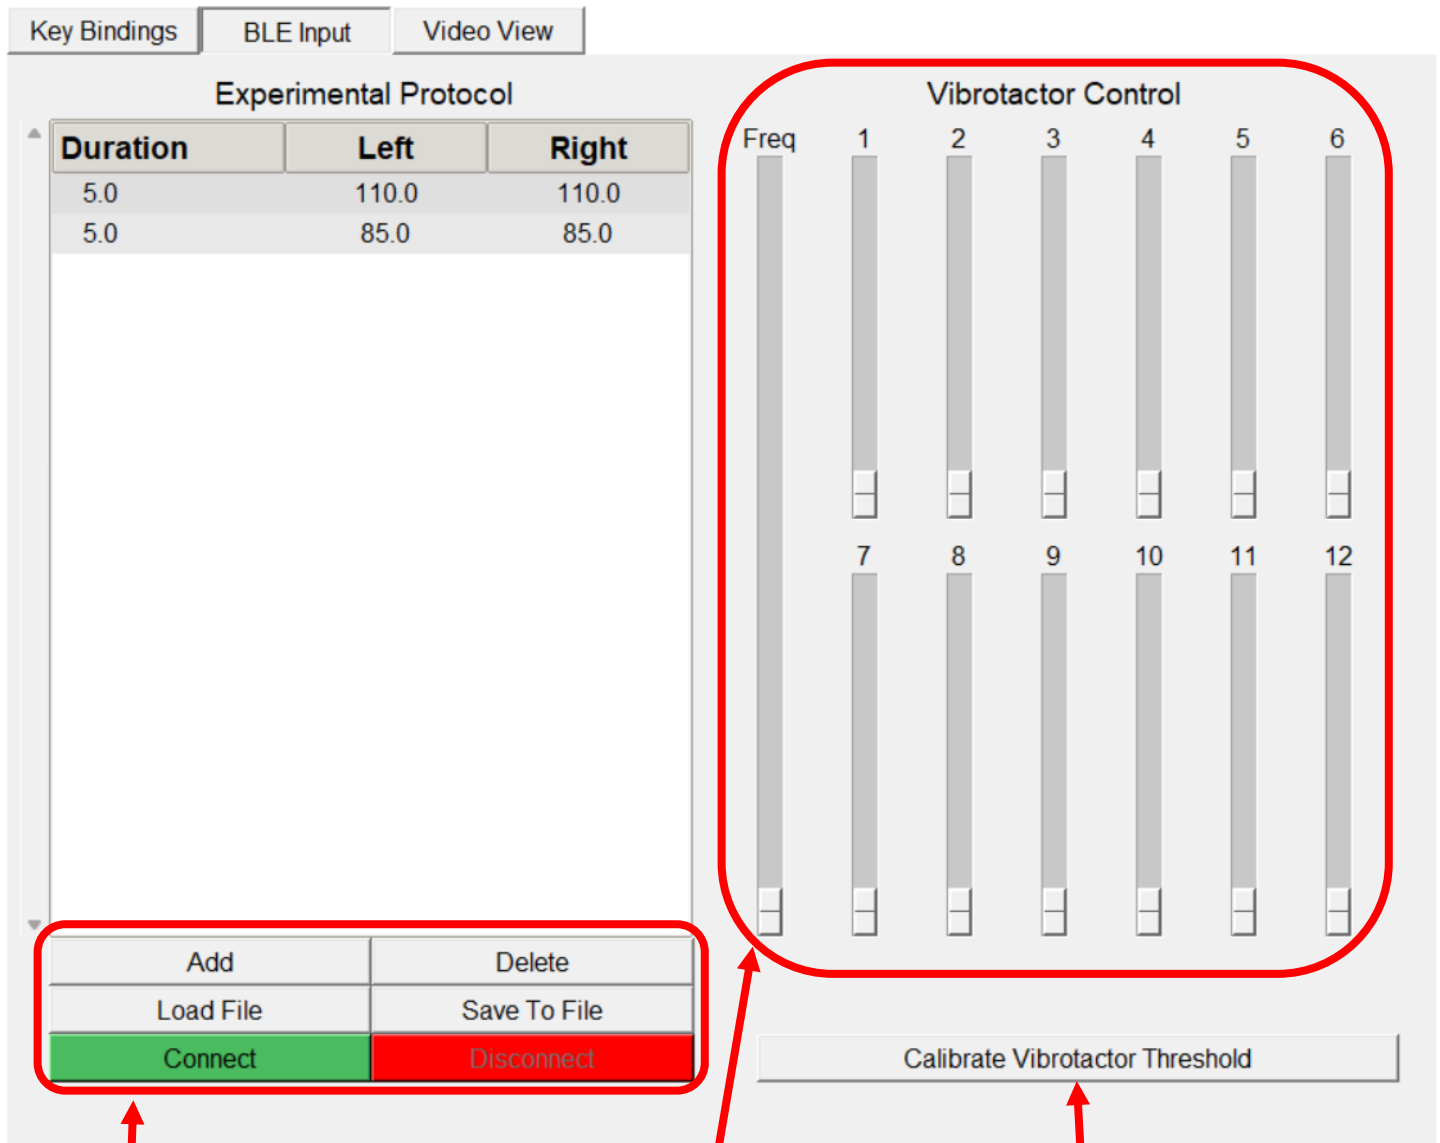 Key Bindings BLE Input Video View
Experimental Protocol
Duration Left Right
5.0 110.0 110.0
5.0 85.0 85.0
Add Delete
Load File Save To File
Connect Disconnect
Vibrotactor Control
Freq 1 2 3 4 5 6
7 8 9 10 11 12
Calibrate Vibrotactor Threshold